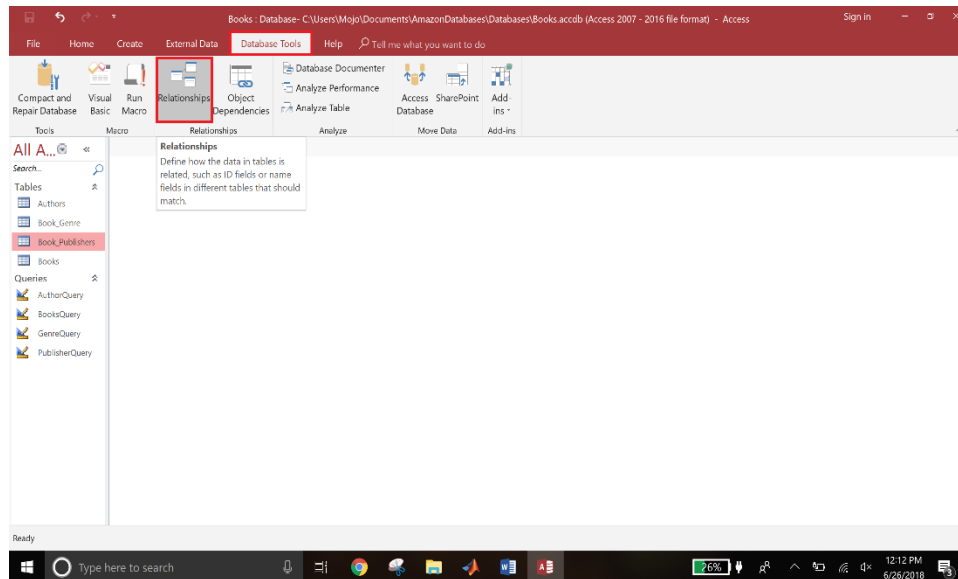 Books : Database- C:\Users\Mojo\Documents\AmazonDatabases\Databases\Books.accdb (Access 2007 - 2016 file format) - Access
Sign in
File Home Create External Data Database Tools Help Tell me what you want to do
Compact and Repair Database
Visual Basic
Run Macro
Relationships
Object Dependencies
Database Documenter
Analyze Performance
Analyze Table
Access Database
SharePoint
Add-ins
Tools Macro Relationships Analyze Move Data Add-ins
All A...
Search...
Tables
Authors
Book_Genre
Book_Publishers
Books
Queries
AuthorQuery
BooksQuery
GenreQuery
PublisherQuery
Relationships
Define how the data in tables is
related, such as ID fields or name
fields in different tables that should
match.
Ready
Type here to search
26%
12:12 PM
6/26/2018
3